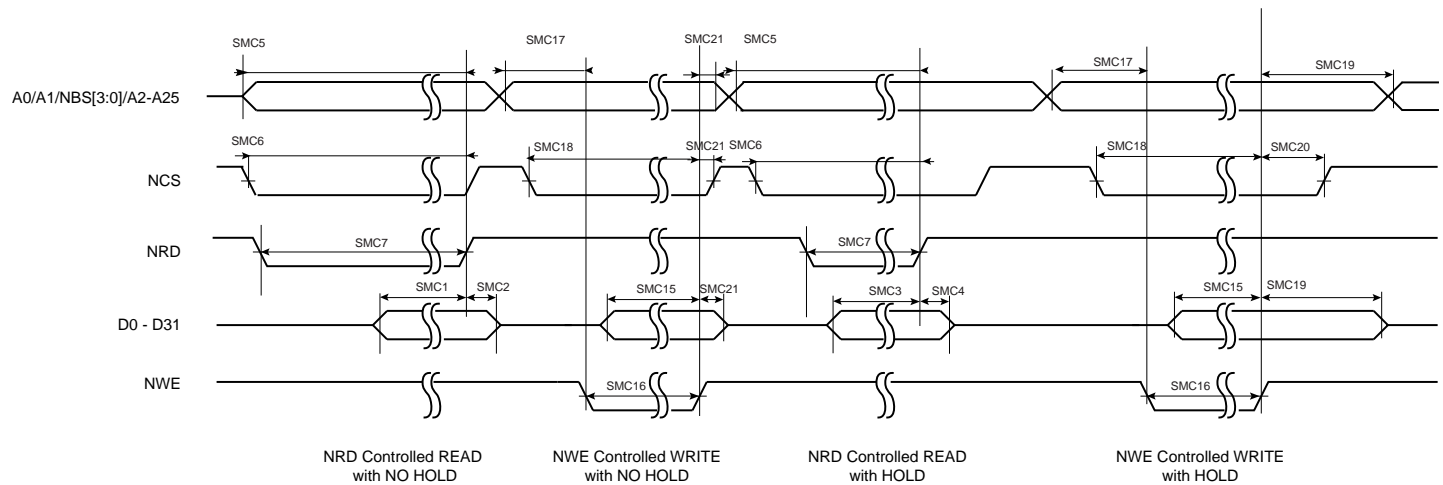 SMC5 SMC17 SMC21 SMC5 SMC17 SMC19
A0/A1/NBS[3:0]/A2-A25
SMC6 SMC18 SMC21 SMC6 SMC18 SMC20
NCS
SMC7 SMC7
NRD
SMC1 SMC2 SMC15 SMC21 SMC3 SMC4 SMC15 SMC19
D0 - D31
NWE
SMC16 SMC16
NRD Controlled READ
with NO HOLD
NWE Controlled WRITE
with NO HOLD
NRD Controlled READ
with HOLD
NWE Controlled WRITE
with HOLD